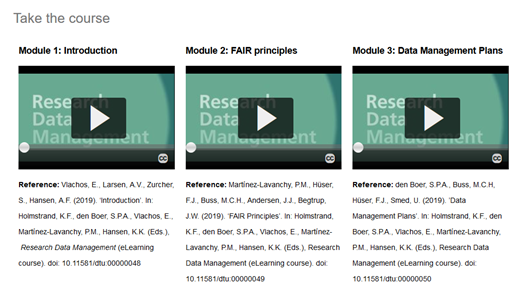 Take the course
Module 1: Introduction
Research
Data
Management
Reference: Vlachos, E., Larsen, A.V., Zurcher,
S., Hansen, A.F. (2019). 'Introduction'. In:
Holmstrand, K.F., den Boer, S.P.A., Vlachos, E.,
Martínez-Lavanchy, P.M., Hansen, K.K. (Eds.),
Research Data Management (eLearning
course). doi: 10.11581/dtu:00000048
Module 2: FAIR principles
Research
Data
Management
Reference: Martínez-Lavanchy, P.M., Hüser,
F.J., Buss, M.C.H., Andersen, J.J., Begtrup,
J.W. (2019). 'FAIR Principles'. In: Holmstrand,
K.F., den Boer, S.P.A., Vlachos, E., Martínez-
Lavanchy, P.M., Hansen, K.K. (Eds.), Research
Data Management (eLearning course). doi:
10.11581/dtu:00000049
Module 3: Data Management Plans
Research
Data
Management
Reference: den Boer, S.P.A., Buss, M.C.H,
Hüser, F.J., Smed, U. (2019). 'Data
Management Plans'. In: Holmstrand, K.F., den
Boer, S.P.A., Vlachos, E., Martínez-Lavanchy,
P.M., Hansen, K.K. (Eds.), Research Data
Management (eLearning course). doi:
10.11581/dtu:00000050